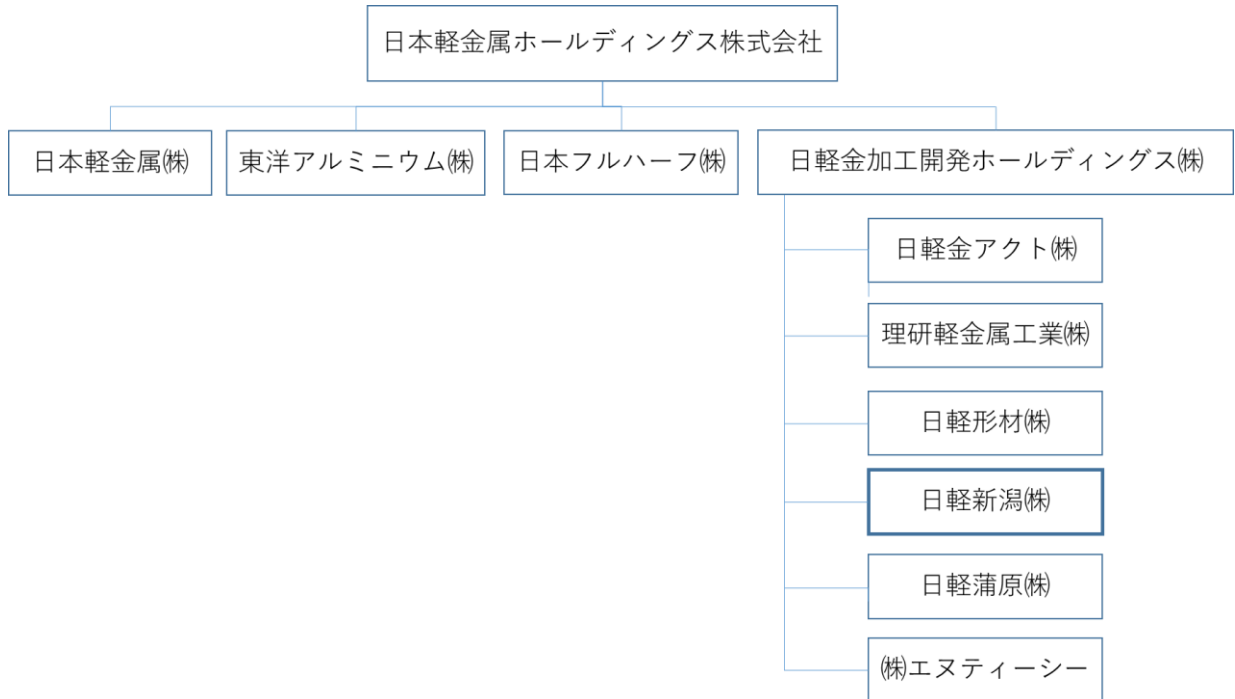 日本軽金属ホールディングス株式会社
日本軽金属㈱
東洋アルミニウム㈱
日本フルハーフ㈱
日軽金加工開発ホールディングス㈱
日軽金アクト㈱
理研軽金属工業㈱
日軽形材㈱
日軽新潟㈱
日軽蒲原㈱
㈱エヌティーシー